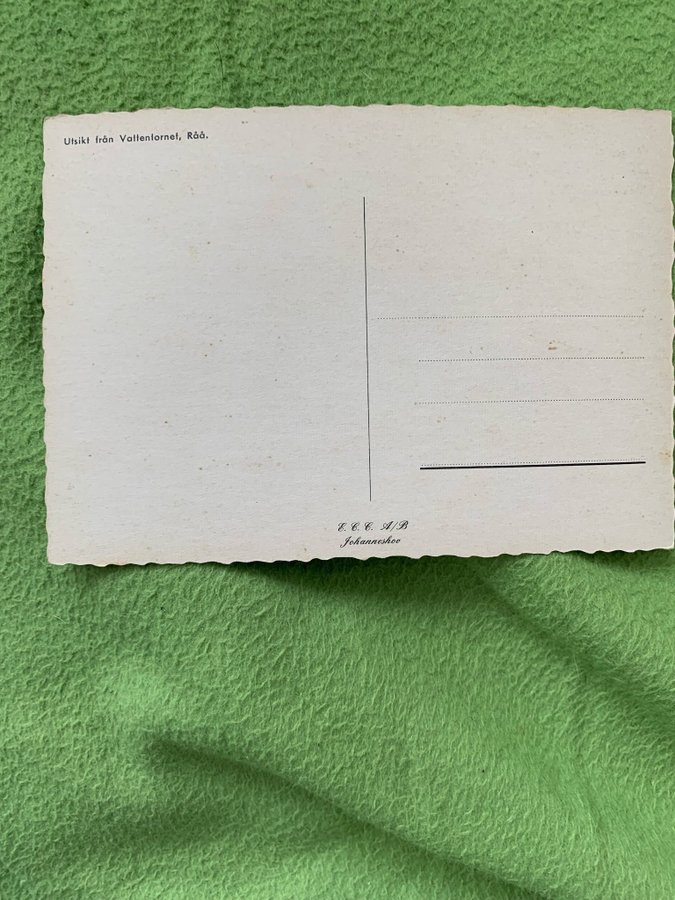 Utsikt från Vattentornet, Råå.
E. C. C. A/B
Johanneshov